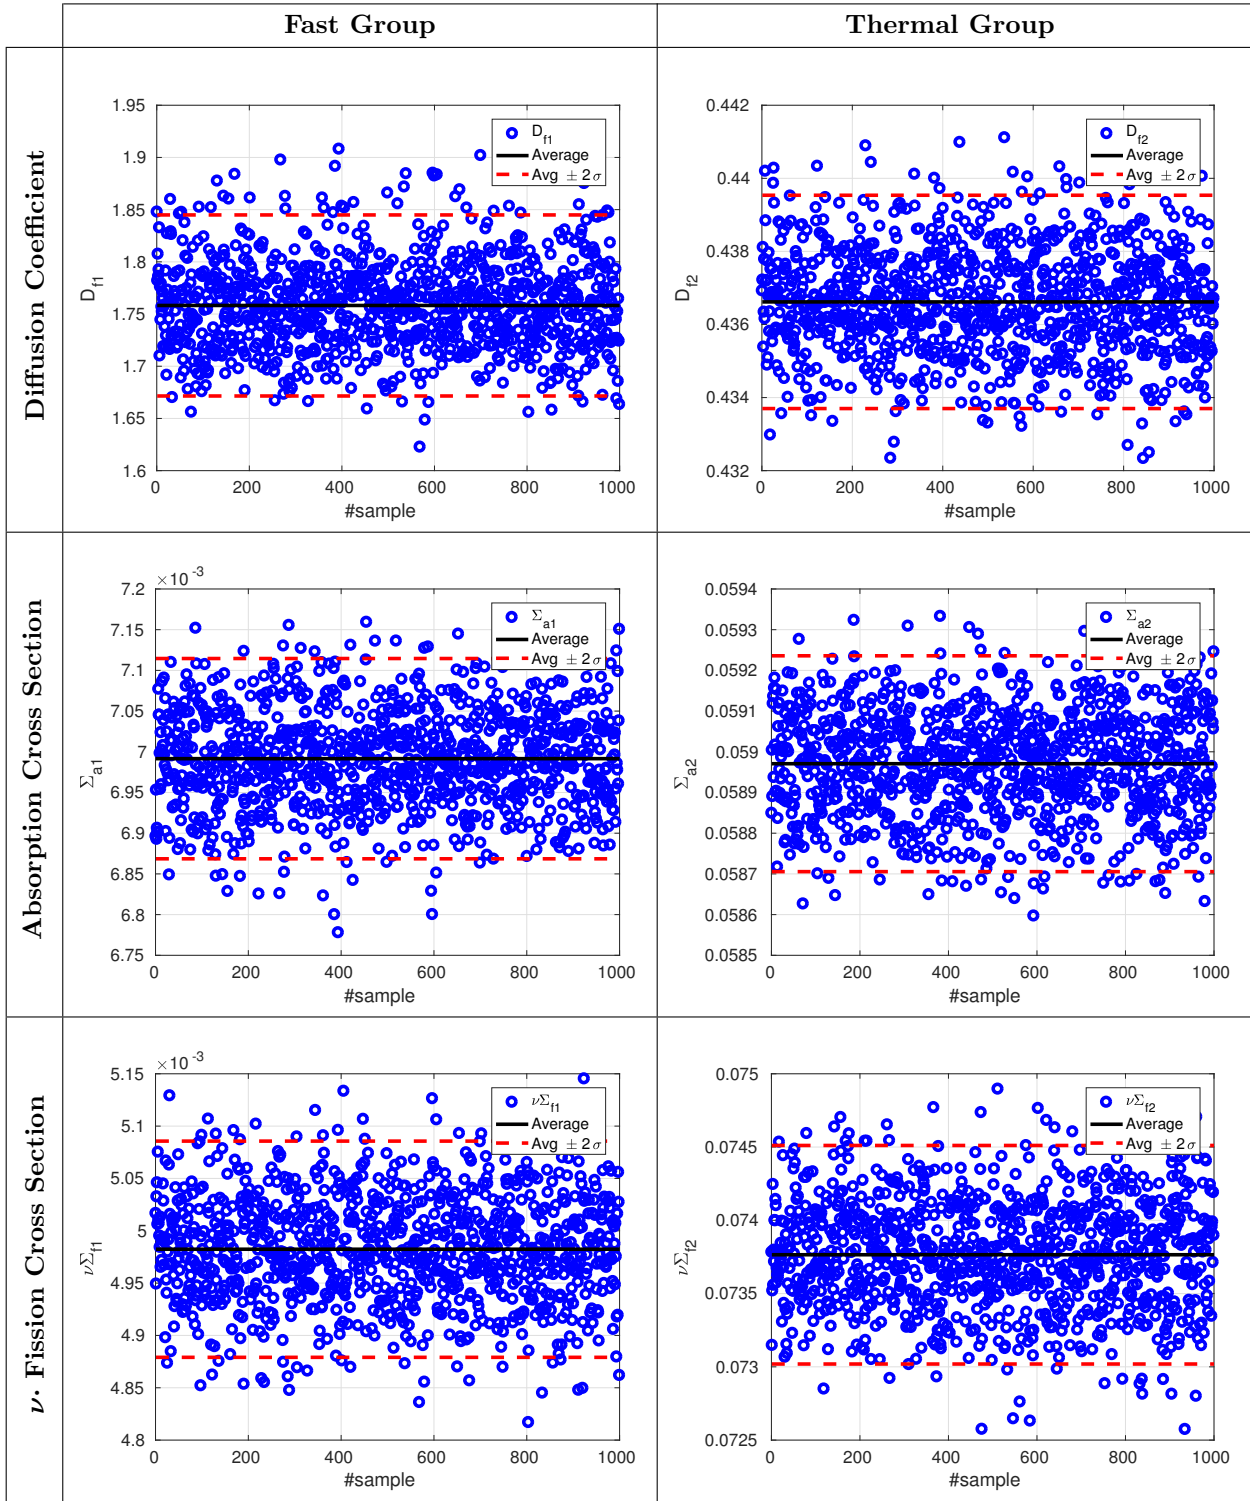 Fast Group
Thermal Group
Diffusion Coefficient
1.95
1.9
1.85
1.8
1.75
1.7
1.65
1.6
D_f1
0 200 400 600 800 1000
#sample
D_f1
Average
Avg ± 2σ
0.442
0.44
0.438
0.436
0.434
0.432
D_f2
0 200 400 600 800 1000
#sample
D_f2
Average
Avg ± 2σ
Absorption Cross Section
×10^-3
7.2
7.15
7.1
7.05
7
6.95
6.9
6.85
6.8
6.75
Σ_a1
0 200 400 600 800 1000
#sample
Σ_a1
Average
Avg ± 2σ
0.0594
0.0593
0.0592
0.0591
0.059
0.0589
0.0588
0.0587
0.0586
0.0585
Σ_a2
0 200 400 600 800 1000
#sample
Σ_a2
Average
Avg ± 2σ
ν· Fission Cross Section
×10^-3
5.15
5.1
5.05
5
4.95
4.9
4.85
4.8
νΣ_f1
0 200 400 600 800 1000
#sample
νΣ_f1
Average
Avg ± 2σ
0.075
0.0745
0.074
0.0735
0.073
0.0725
νΣ_f2
0 200 400 600 800 1000
#sample
νΣ_f2
Average
Avg ± 2σ